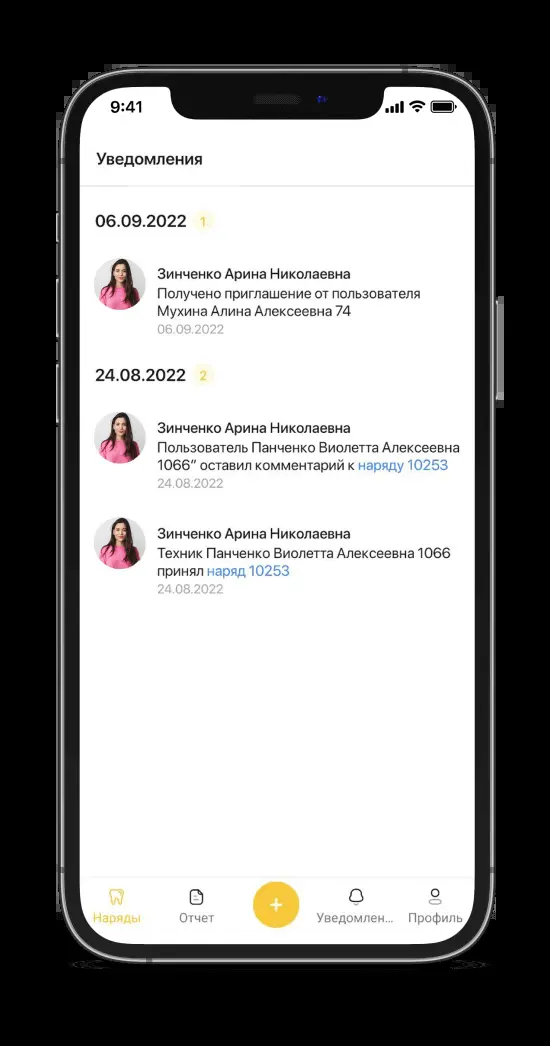 9:41
Уведомления
06.09.2022 1
Зинченко Арина Николаевна
Получено приглашение от пользователя
Мухина Алина Алексеевна 74
06.09.2022
24.08.2022 2
Зинченко Арина Николаевна
Пользователь Панченко Виолетта Алексеевна
1066” оставил комментарий к наряду 10253
24.08.2022
Зинченко Арина Николаевна
Техник Панченко Виолетта Алексеевна 1066
принял наряд 10253
24.08.2022
Наряды Отчет + Уведомлен... Профиль